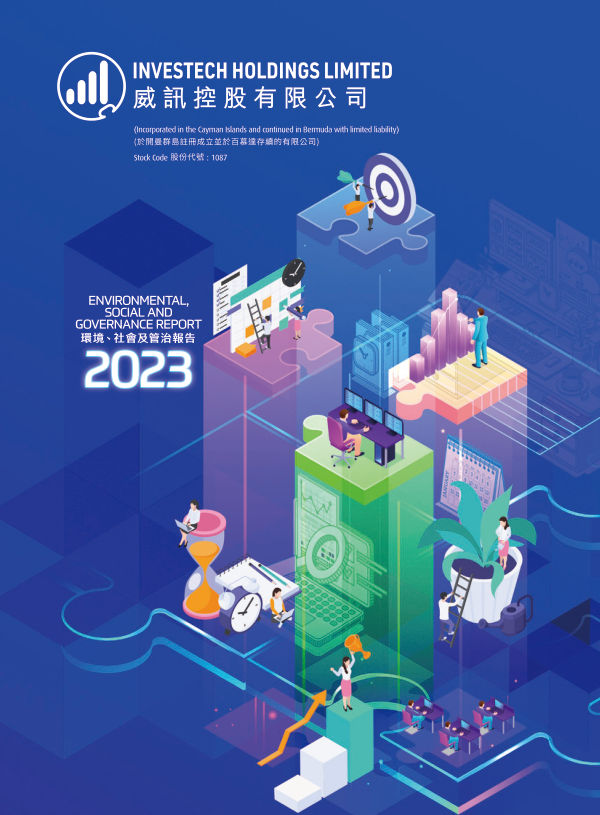 INVESTECH HOLDINGS LIMITED
威訊控股有限公司
(Incorporated in the Cayman Islands and continued in Bermuda with limited liability)
(於開曼群島註冊成立並於百慕達存續的有限公司)
Stock Code 股份代號 : 1087
ENVIRONMENTAL,
SOCIAL AND
GOVERNANCE REPORT
環境、社會及管治報告
2023
JANUARY